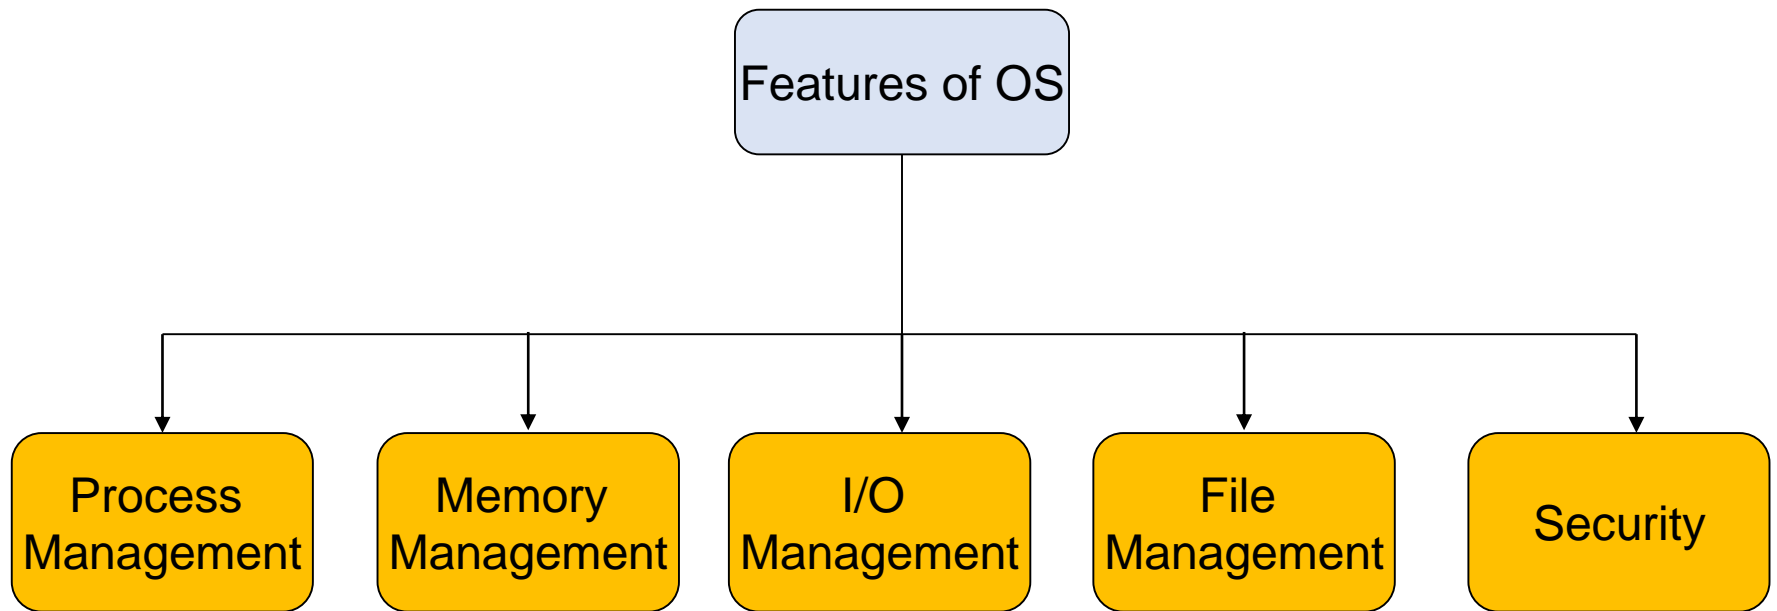 Features of OS
Process
Management
Memory
Management
I/O
Management
File
Management
Security